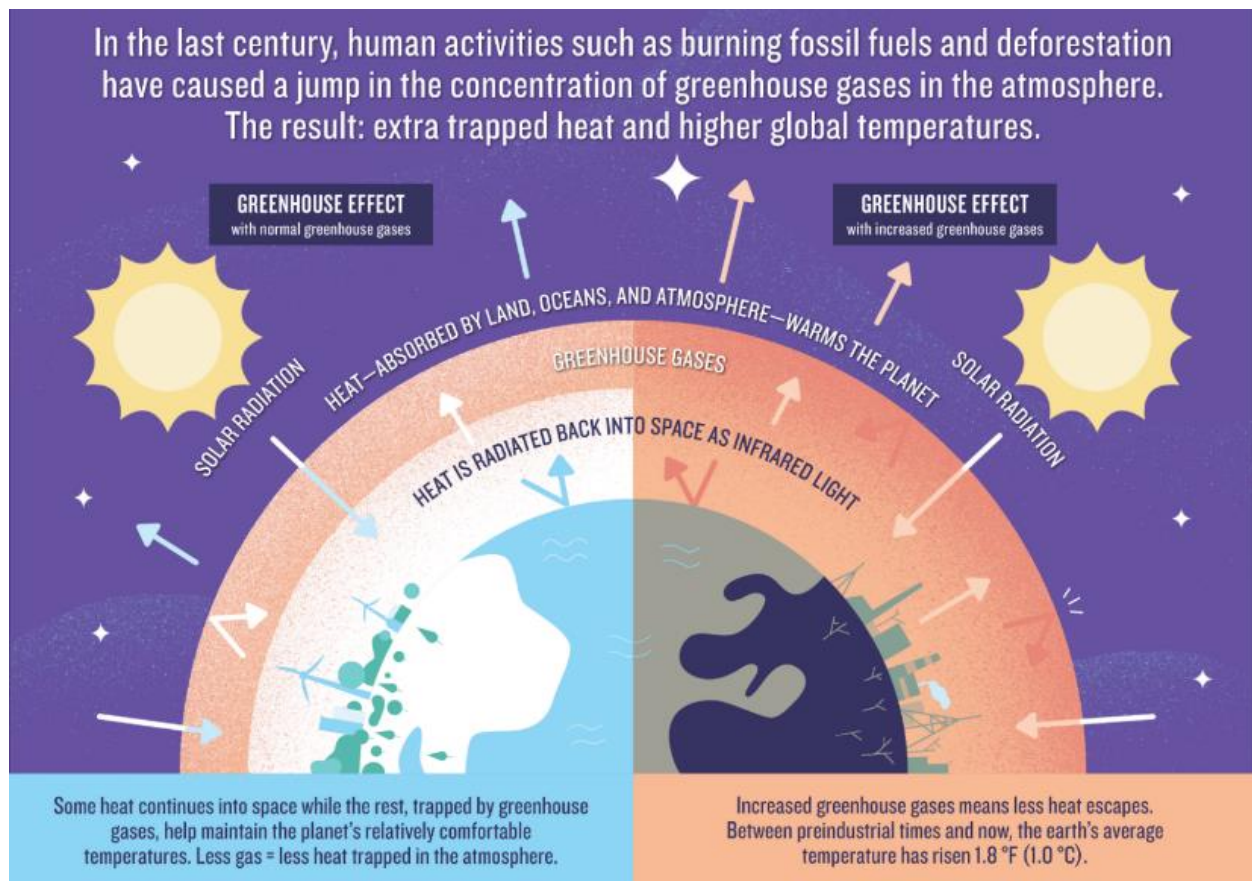 In the last century, human activities such as burning fossil fuels and deforestation
have caused a jump in the concentration of greenhouse gases in the atmosphere.
The result: extra trapped heat and higher global temperatures.
GREENHOUSE EFFECT
with normal greenhouse gases
GREENHOUSE EFFECT
with increased greenhouse gases
SOLAR RADIATION
HEAT—ABSORBED BY LAND, OCEANS, AND ATMOSPHERE—WARMS THE PLANET
SOLAR RADIATION
GREENHOUSE GASES
HEAT IS RADIATED BACK INTO SPACE AS INFRARED LIGHT
Some heat continues into space while the rest, trapped by greenhouse
gases, help maintain the planet's relatively comfortable
temperatures. Less gas = less heat trapped in the atmosphere.
Increased greenhouse gases means less heat escapes.
Between preindustrial times and now, the earth's average
temperature has risen 1.8 °F (1.0 °C).